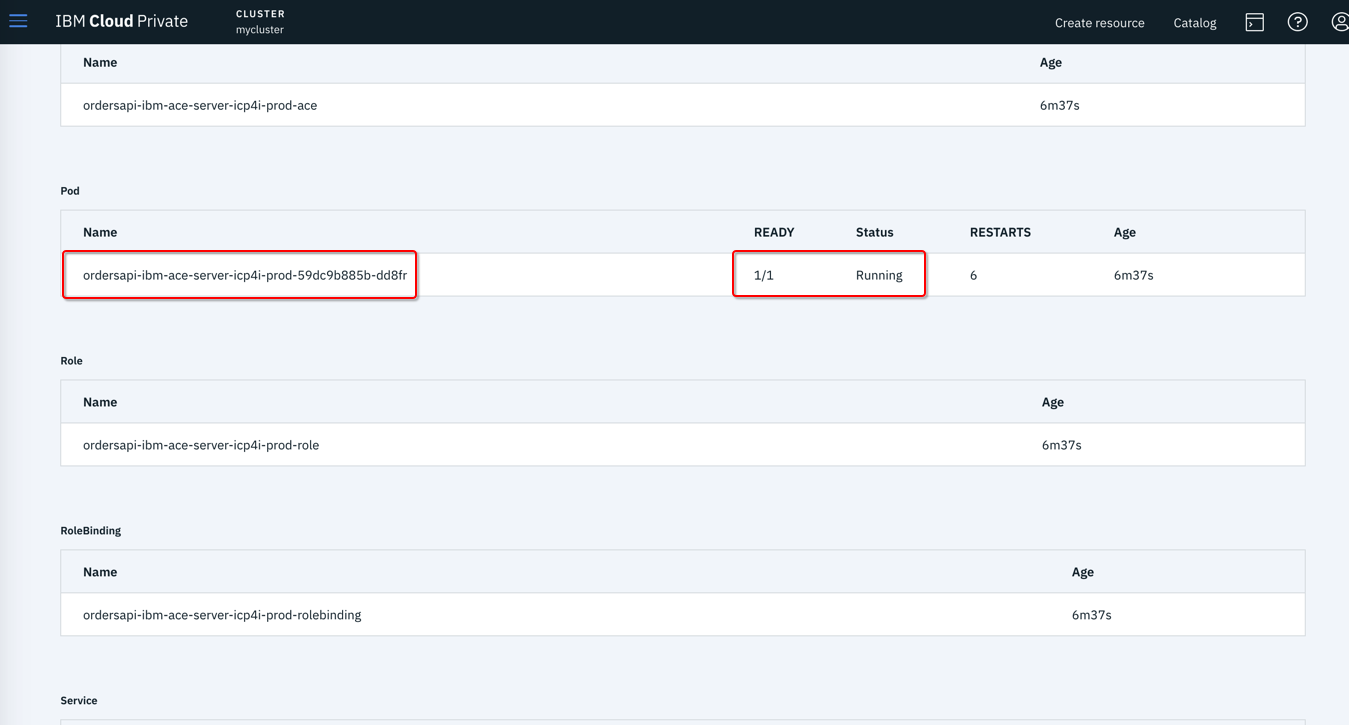 IBM Cloud Private
CLUSTER
mycluster
Create resource
Catalog
Name Age
ordersapi-ibm-ace-server-icp4i-prod-ace 6m37s
Pod
Name READY Status RESTARTS Age
ordersapi-ibm-ace-server-icp4i-prod-59dc9b885b-dd8fr 1/1 Running 6 6m37s
Role
Name Age
ordersapi-ibm-ace-server-icp4i-prod-role 6m37s
RoleBinding
Name Age
ordersapi-ibm-ace-server-icp4i-prod-rolebinding 6m37s
Service